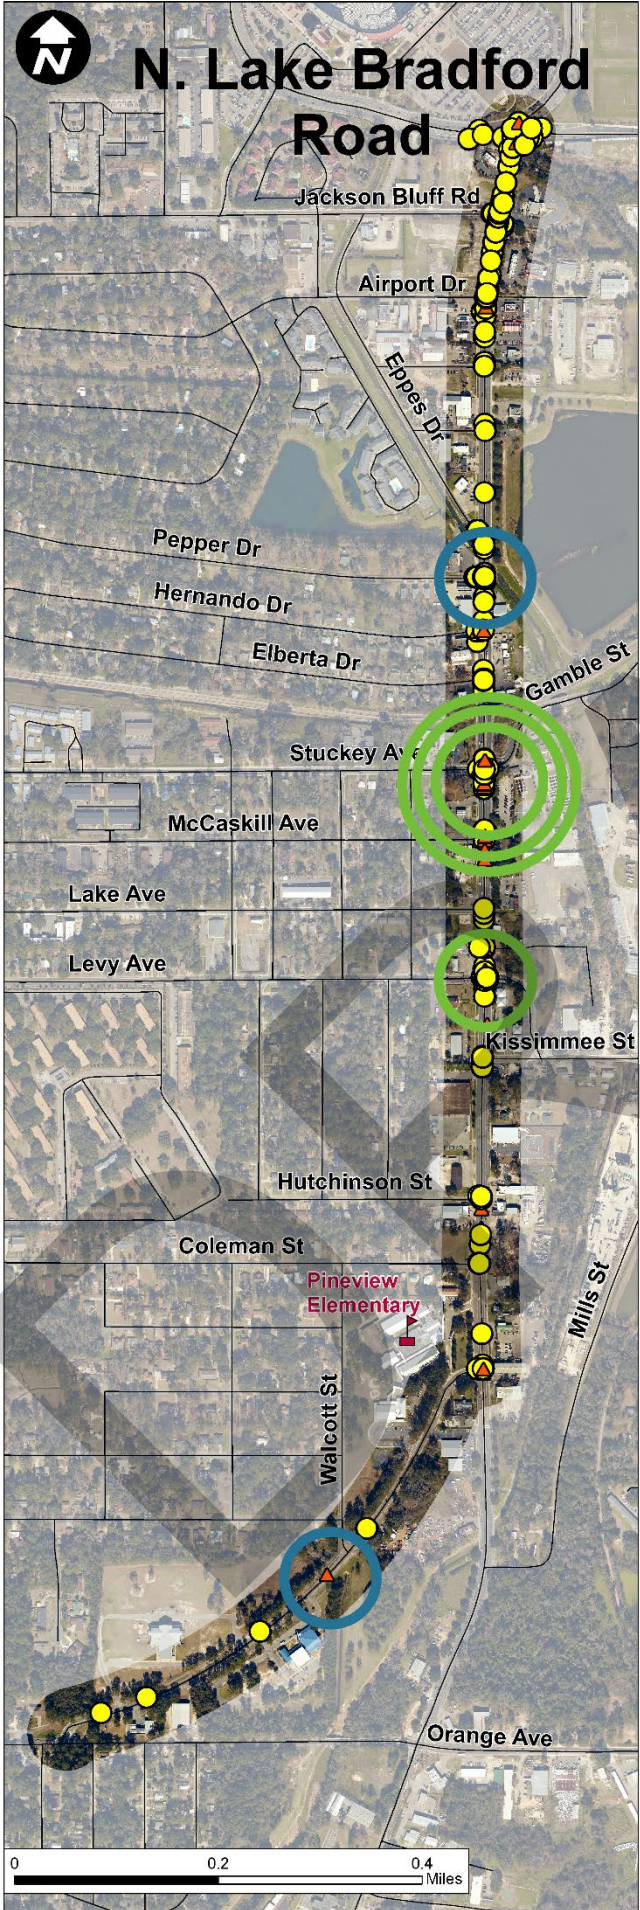 N
N. Lake Bradford
Road
Jackson Bluff Rd
Airport Dr
Eppes Dr
Pepper Dr
Hernando Dr
Elberta Dr
Gamble St
Stuckey Ave
McCaskill Ave
Lake Ave
Levy Ave
Kissimmee St
Hutchinson St
Coleman St
Pineview
Elementary
Mills St
Walcott St
Orange Ave
0 0.2 0.4
Miles